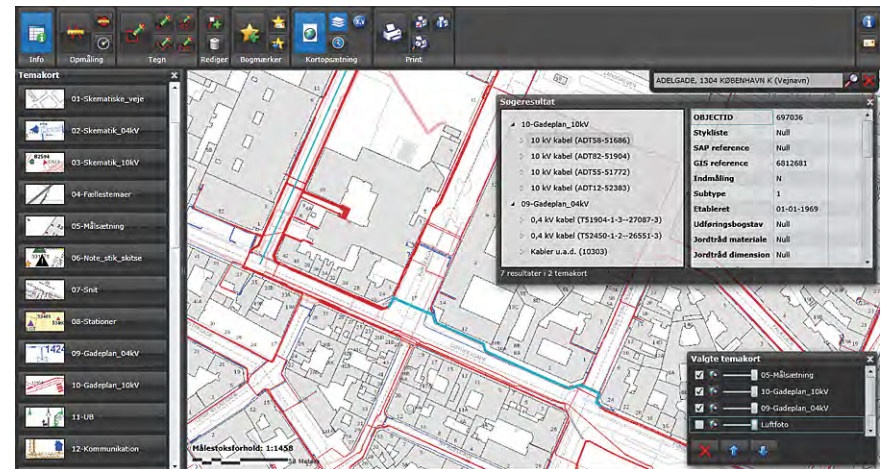 Info
Opmåling
Tegn
Rediger
Bogmærker
Kortopsætning
Print
Temakort
01-Skematiske_veje
02-Skematik_04kV
03-Skematik_10kV
04-Fællestemaer
05-Målsætning
06-Note_stik_slotse
07-Snit
08-Stationer
09-Gadeplan_04kV
10-Gadeplan_10kV
11-UB
12-Kommunikation
ADELGADE, 1304 KØBENHAVN K (Vejnavn)
Søgeresultat
10-Gadeplan_10kV
10 kV kabel (ADT58-51686)
10 kV kabel (ADT82-51904)
10 kV kabel (ADT55-51772)
10 kV kabel (ADT12-52383)
09-Gadeplan_04kV
0,4 kV kabel (T51904-1-3--27087-3)
0,4 kV kabel (T52450-1-2--26551-3)
Kabler u.a.d. (10303)
7 resultater i 2 temakort
OBJECTID 697036
Stykliste Null
SAP reference Null
GIS reference 6812681
Indmåling N
Subtype 1
Etableret 01-01-1969
Udføringsbogstav Null
Jordtråd materiale Null
Jordtråd dimension Null
Valgte temakort
05-Målsætning
10-Gadeplan_10kV
09-Gadeplan_04kV
Luftfoto
Målestoksforhold: 1:1458